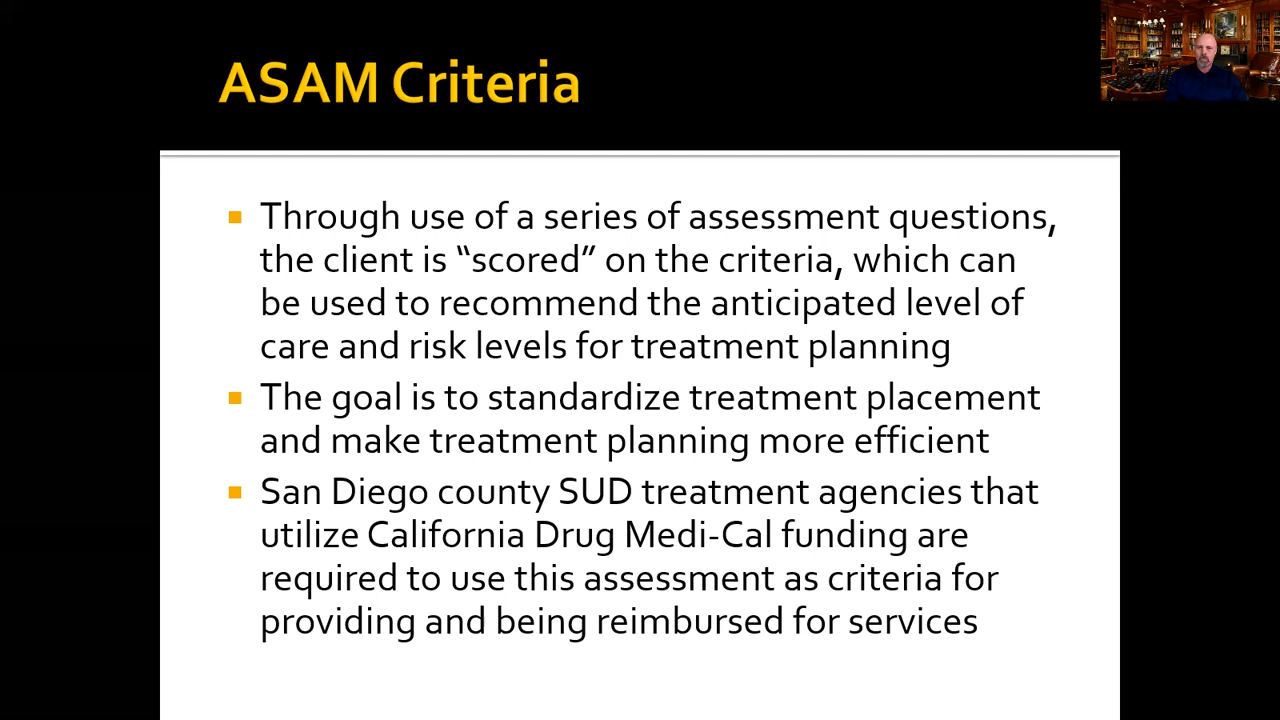 ASAM Criteria
Through use of a series of assessment questions,
the client is “scored” on the criteria, which can
be used to recommend the anticipated level of
care and risk levels for treatment planning
The goal is to standardize treatment placement
and make treatment planning more efficient
San Diego county SUD treatment agencies that
utilize California Drug Medi-Cal funding are
required to use this assessment as criteria for
providing and being reimbursed for services